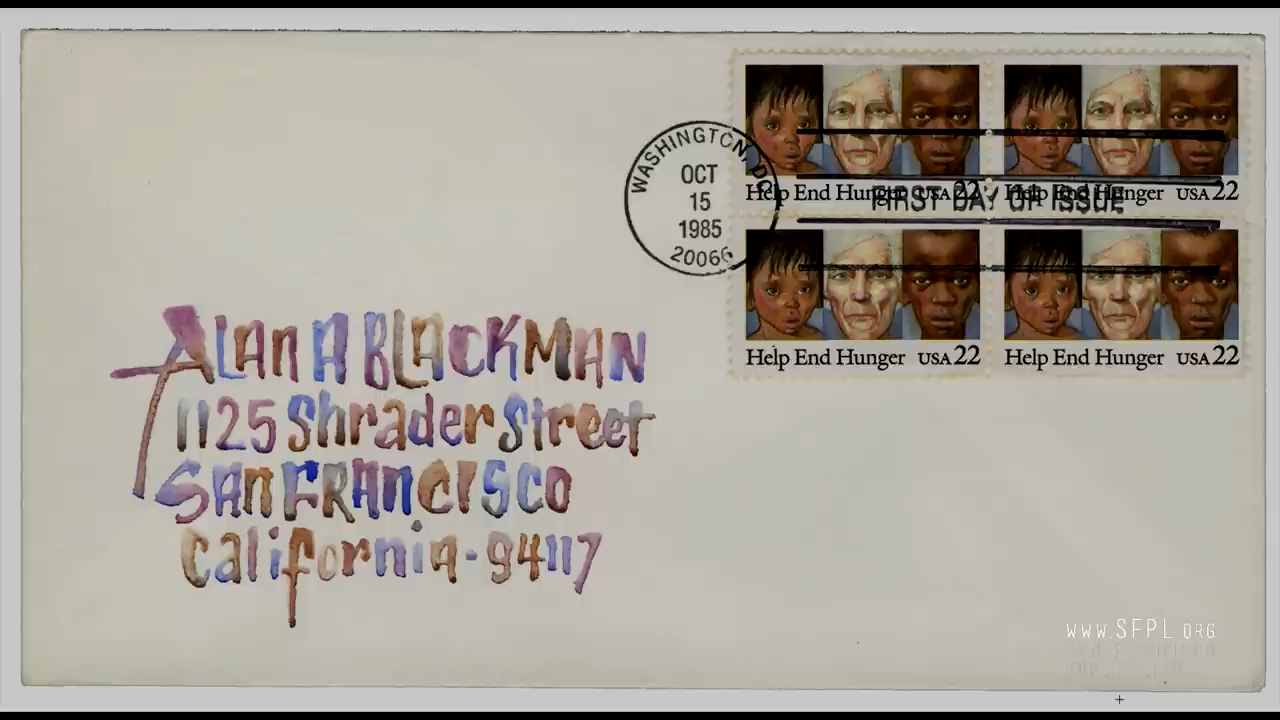 WASHINGTON, DC
OCT
15
1985
20066
FIRST DAY OF ISSUE
Help End Hunger USA 22
Help End Hunger USA 22
Help End Hunger USA 22
Help End Hunger USA 22
ALAN A BLACKMAN
1125 Shrader Street
SAN FRANCISCO
California-94117
www.SFPL.ORG